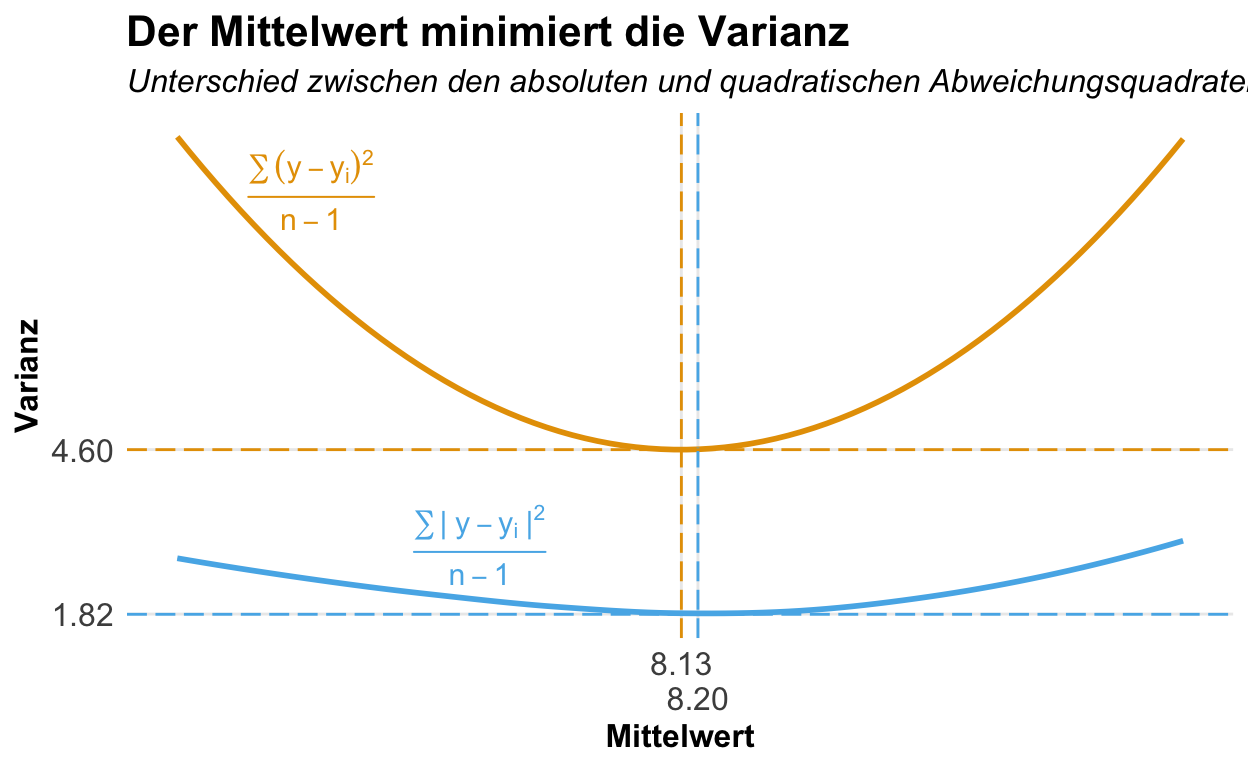 Der Mittelwert minimiert die Varianz
Unterschied zwischen den absoluten und quadratischen
∑(y − yᵢ)²
n − 1
Varianz
4.60
∑| y − yᵢ |²
n − 1
1.82
8.13
8.20
Mittelwert